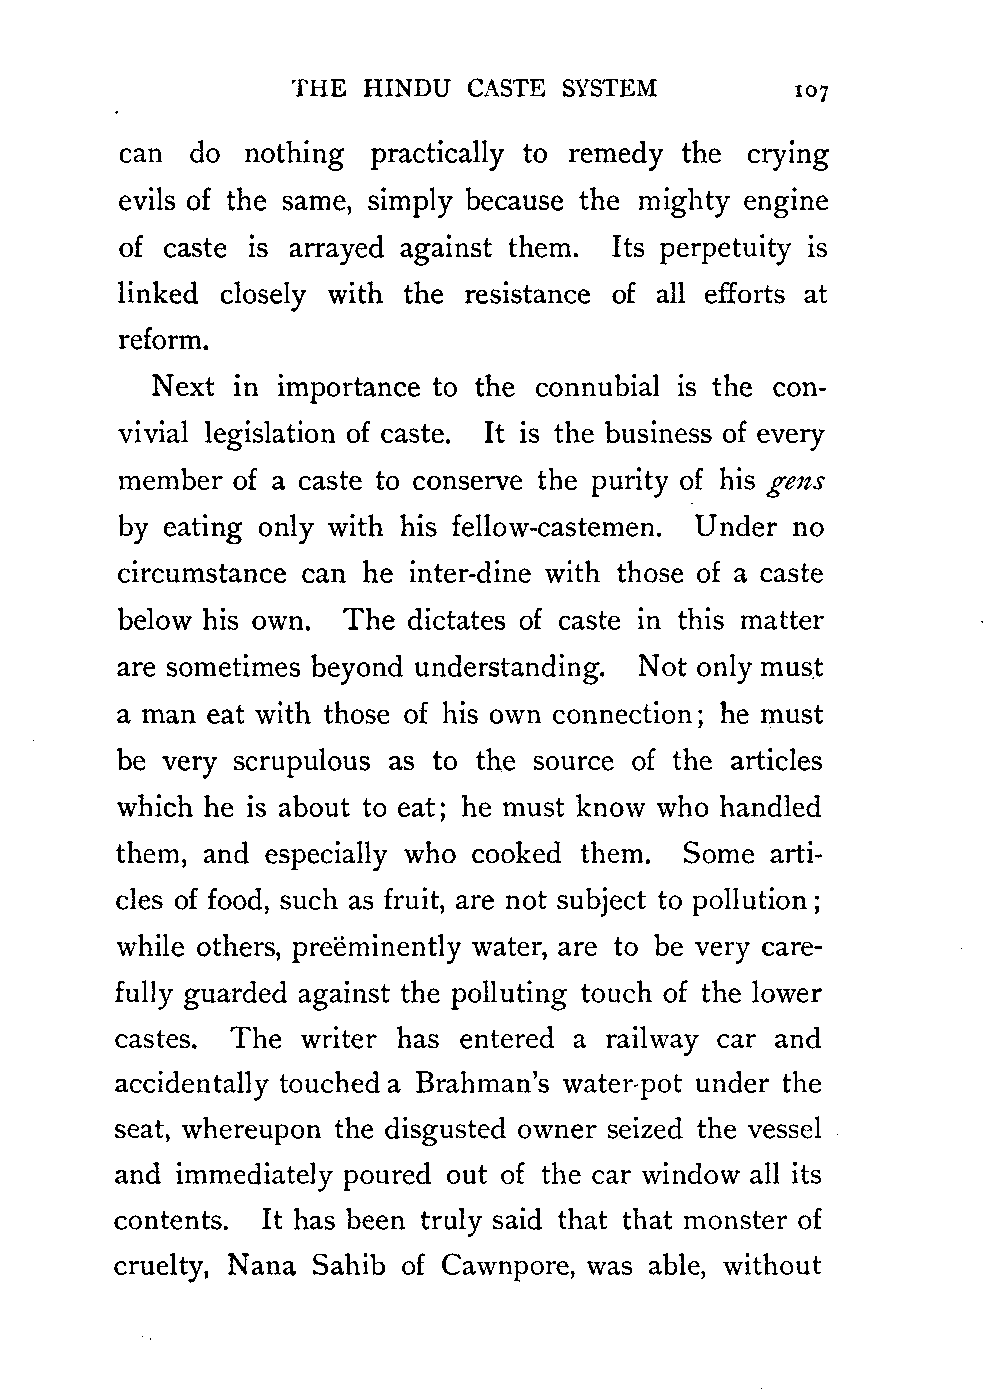 THE HINDU CASTE SYSTEM 107
can do nothing practically to remedy the crying
evils of the same, simply because the mighty engine
of caste is arrayed against them. Its perpetuity is
linked closely with the resistance of all efforts at
reform.
Next in importance to the connubial is the con-
vivial legislation of caste. It is the business of every
member of a caste to conserve the purity of his gens
by eating only with his fellow-castemen. Under no
circumstance can he inter-dine with those of a caste
below his own. The dictates of caste in this matter
are sometimes beyond understanding. Not only must
a man eat with those of his own connection; he must
be very scrupulous as to the source of the articles
which he is about to eat; he must know who handled
them, and especially who cooked them. Some arti-
cles of food, such as fruit, are not subject to pollution;
while others, preëminently water, are to be very care-
fully guarded against the polluting touch of the lower
castes. The writer has entered a railway car and
accidentally touched a Brahman's water-pot under the
seat, whereupon the disgusted owner seized the vessel
and immediately poured out of the car window all its
contents. It has been truly said that that monster of
cruelty, Nana Sahib of Cawnpore, was able, without